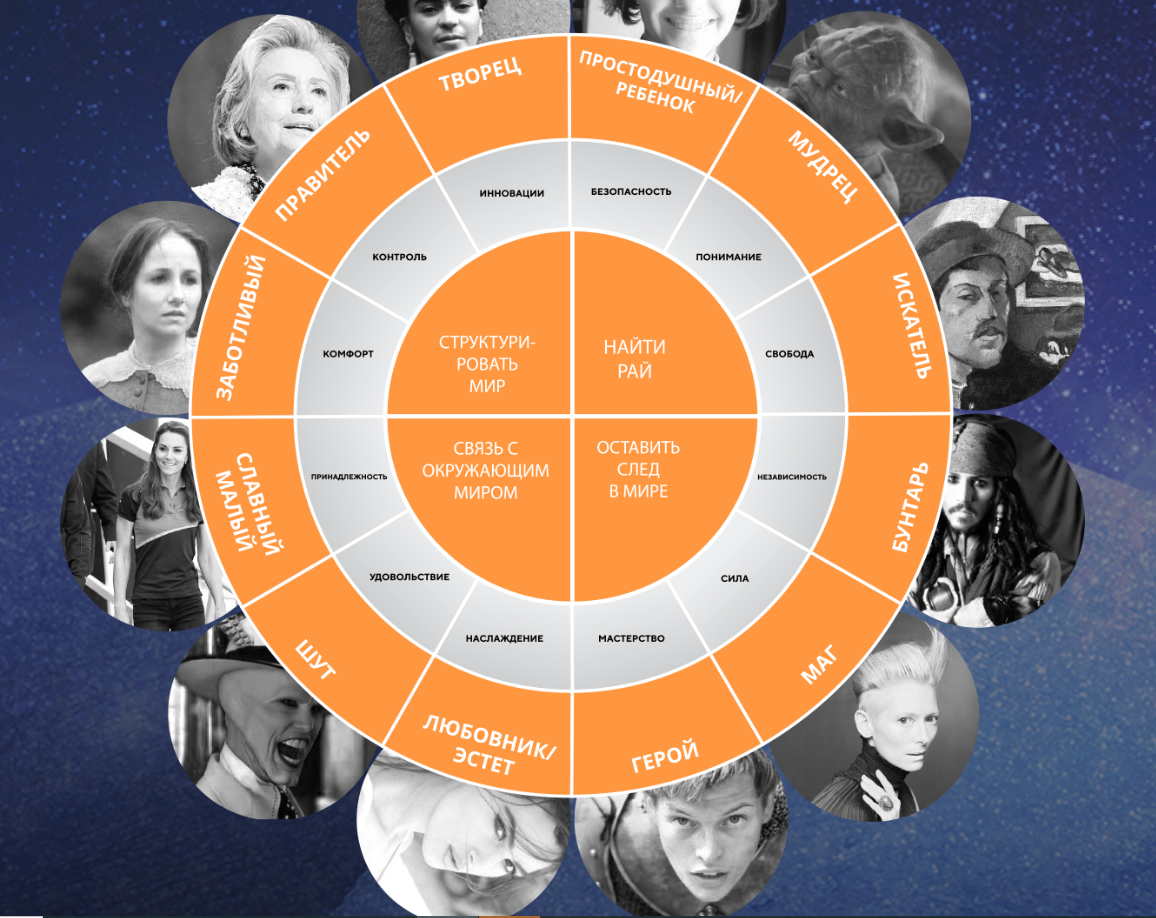 ТВОРЕЦ
ПРОСТОДУШНЫЙ/
РЕБЕНОК
МУДРЕЦ
ИСКАТЕЛЬ
БУНТАРЬ
МАГ
ГЕРОЙ
ЛЮБОВНИК/
ЭСТЕТ
ШУТ
СЛАВНЫЙ
МАЛЫЙ
ЗАБОТЛИВЫЙ
ПРАВИТЕЛЬ
ИННОВАЦИИ
БЕЗОПАСНОСТЬ
ПОНИМАНИЕ
СВОБОДА
НЕЗАВИСИМОСТЬ
СИЛА
МАСТЕРСТВО
НАСЛАЖДЕНИЕ
УДОВОЛЬСТВИЕ
ПРИНАДЛЕЖНОСТЬ
КОМФОРТ
КОНТРОЛЬ
СТРУКТУРИ-
РОВАТЬ
МИР
НАЙТИ
РАЙ
СВЯЗЬ С
ОКРУЖАЮЩИМ
МИРОМ
ОСТАВИТЬ
СЛЕД
В МИРЕ